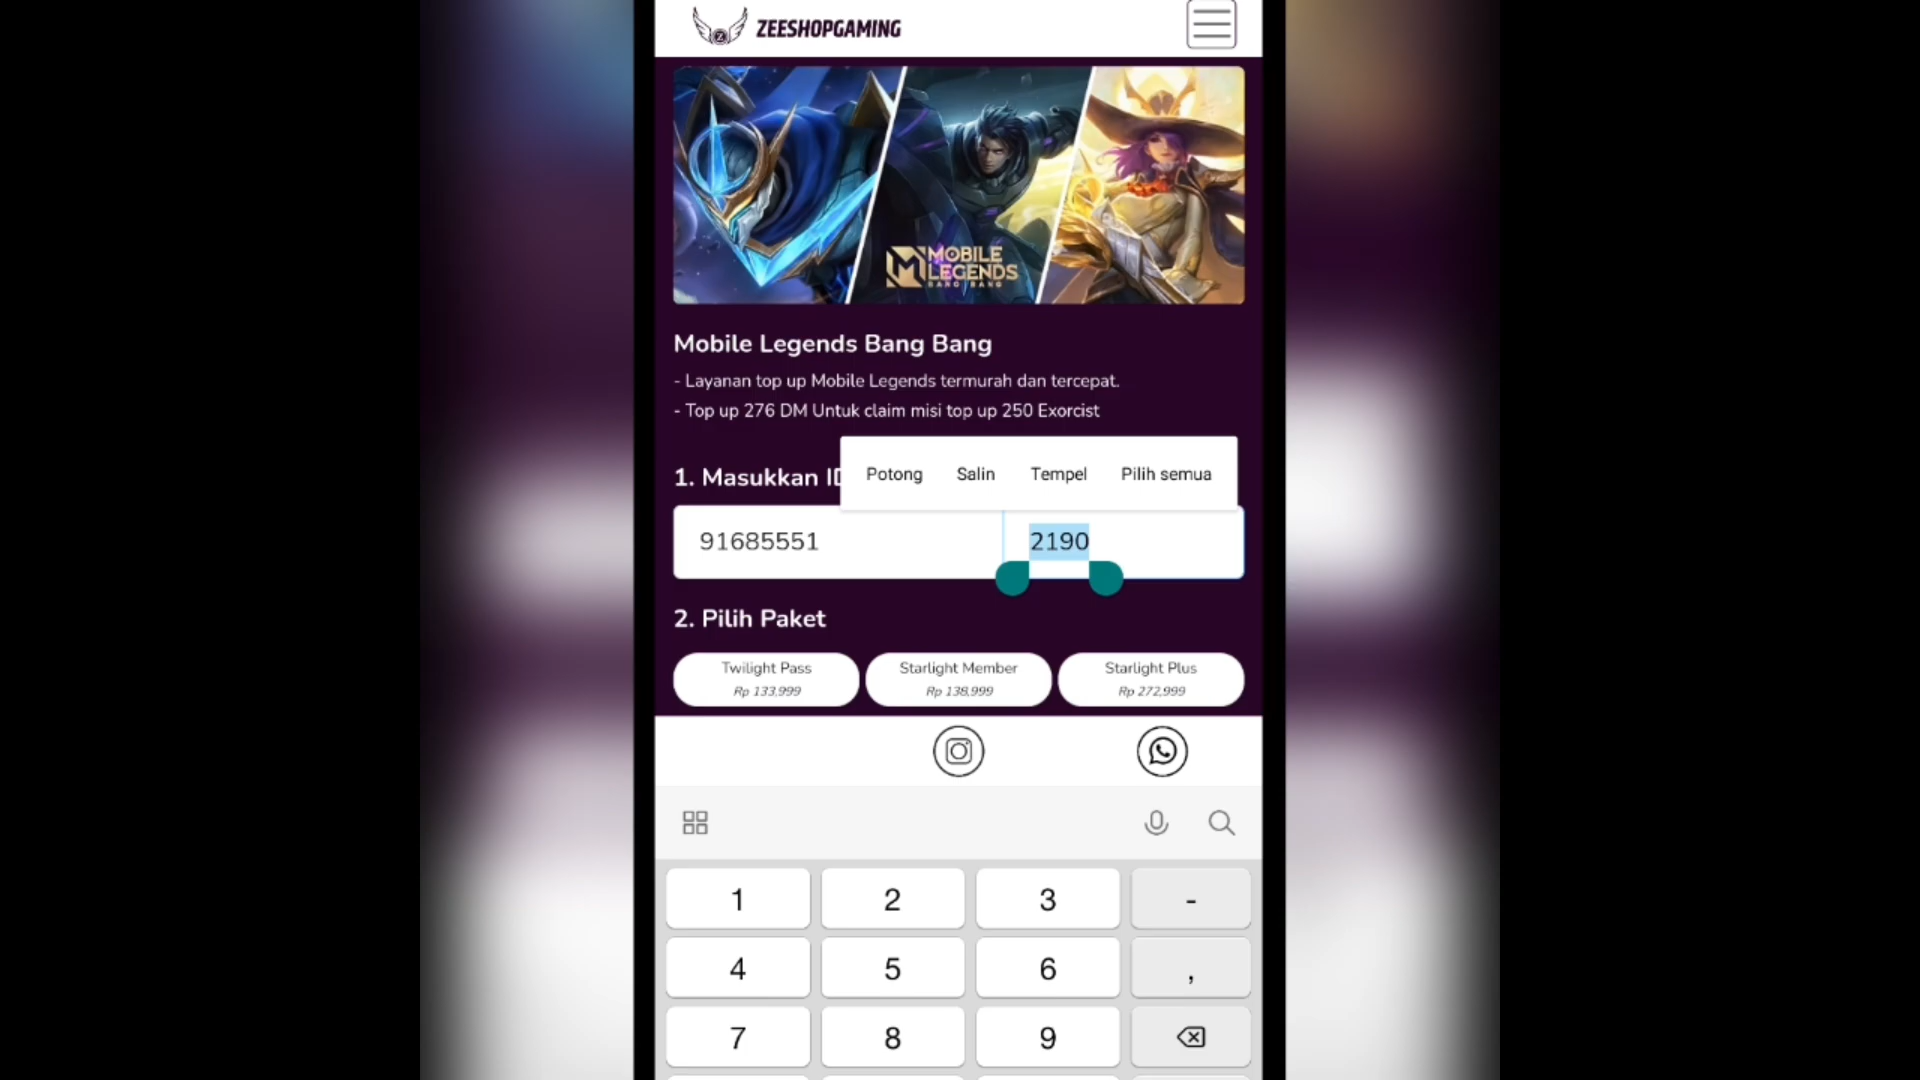 ZEESHOPGAMING
MOBILE
LEGENDS
BANG BANG
Mobile Legends Bang Bang
- Layanan top up Mobile Legends termurah dan tercepat.
- Top up 276 DM Untuk claim misi top up 250 Exorcist
Potong Salin Tempel Pilih semua
1. Masukkan ID
91685551 2190
2. Pilih Paket
Twilight Pass Starlight Member Starlight Plus
Rp 133,999 Rp 138,999 Rp 272,999
1 2 3 -
4 5 6 ,
7 8 9